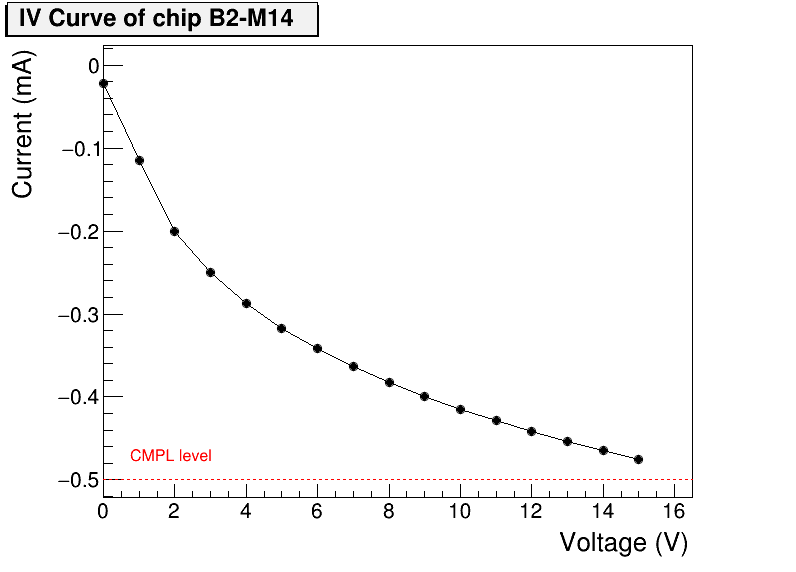 IV Curve of chip B2-M14
Current (mA)
0
−0.1
−0.2
−0.3
−0.4
−0.5
CMPL level
0 2 4 6 8 10 12 14 16
Voltage (V)